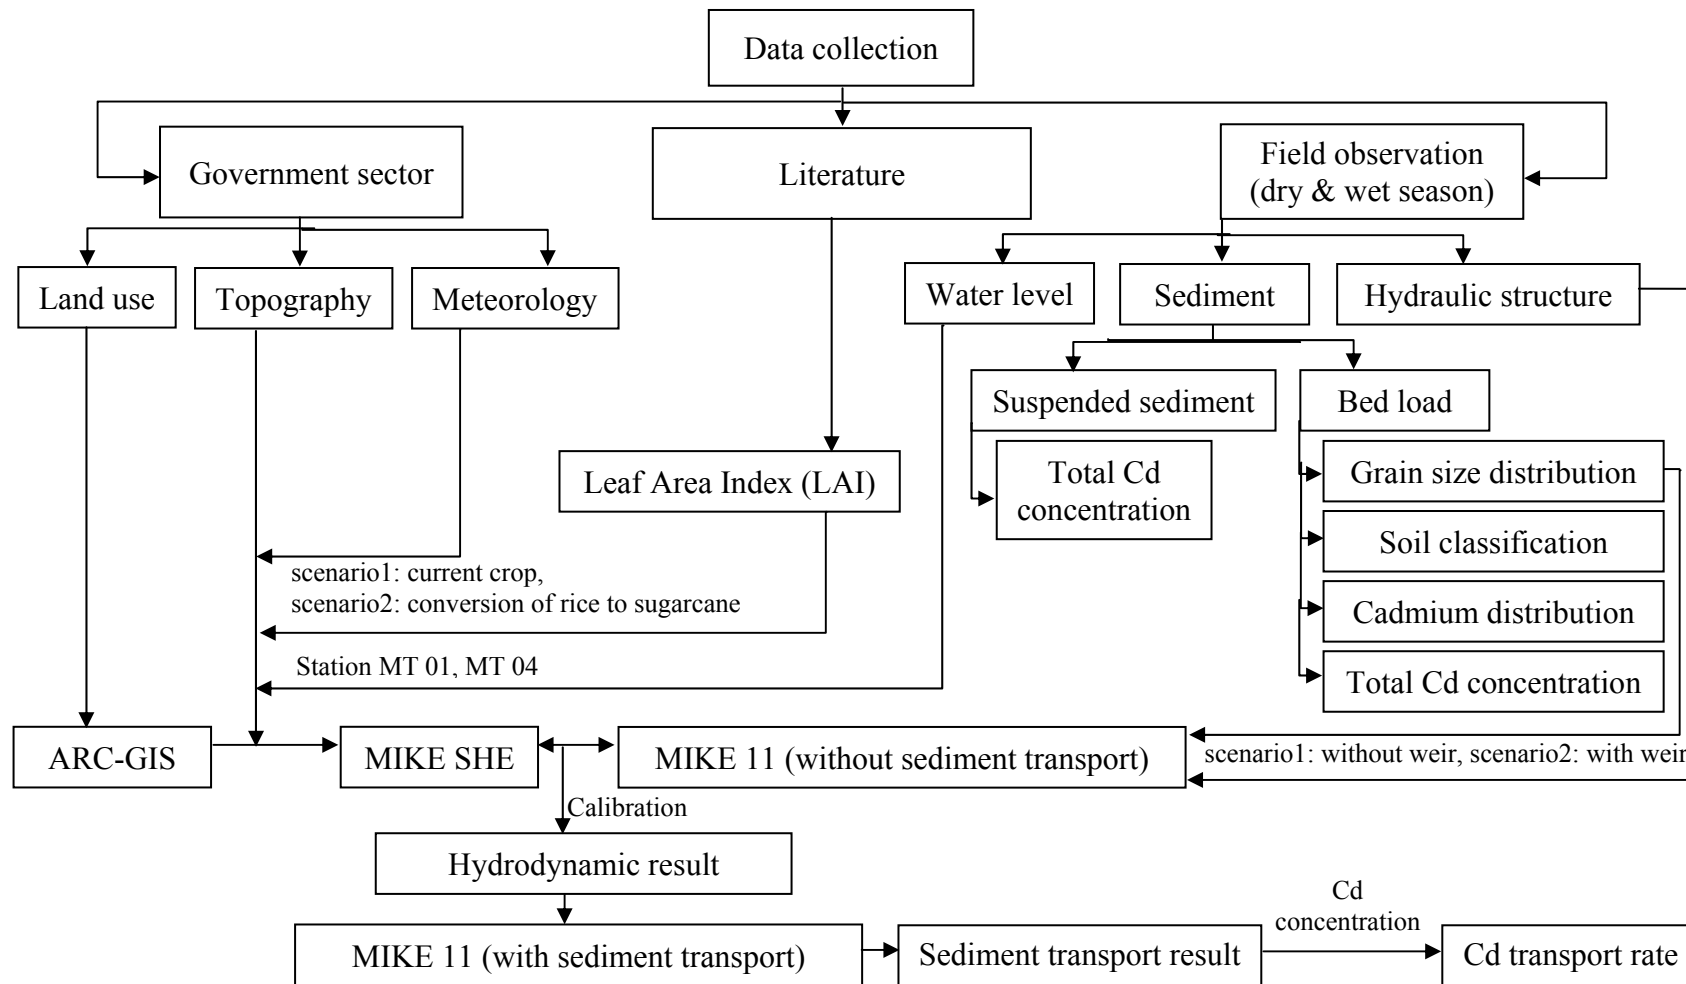 Data collection
Government sector
Literature
Field observation
(dry & wet season)
Land use
Topography
Meteorology
Water level
Sediment
Hydraulic structure
Suspended sediment
Bed load
Leaf Area Index (LAI)
Total Cd
concentration
Grain size distribution
Soil classification
Cadmium distribution
Total Cd concentration
scenario1: current crop,
scenario2: conversion of rice to sugarcane
Station MT 01, MT 04
ARC-GIS
MIKE SHE
MIKE 11 (without sediment transport)
scenario1: without weir, scenario2: with weir
Calibration
Hydrodynamic result
MIKE 11 (with sediment transport)
Sediment transport result
Cd
concentration
Cd transport rate